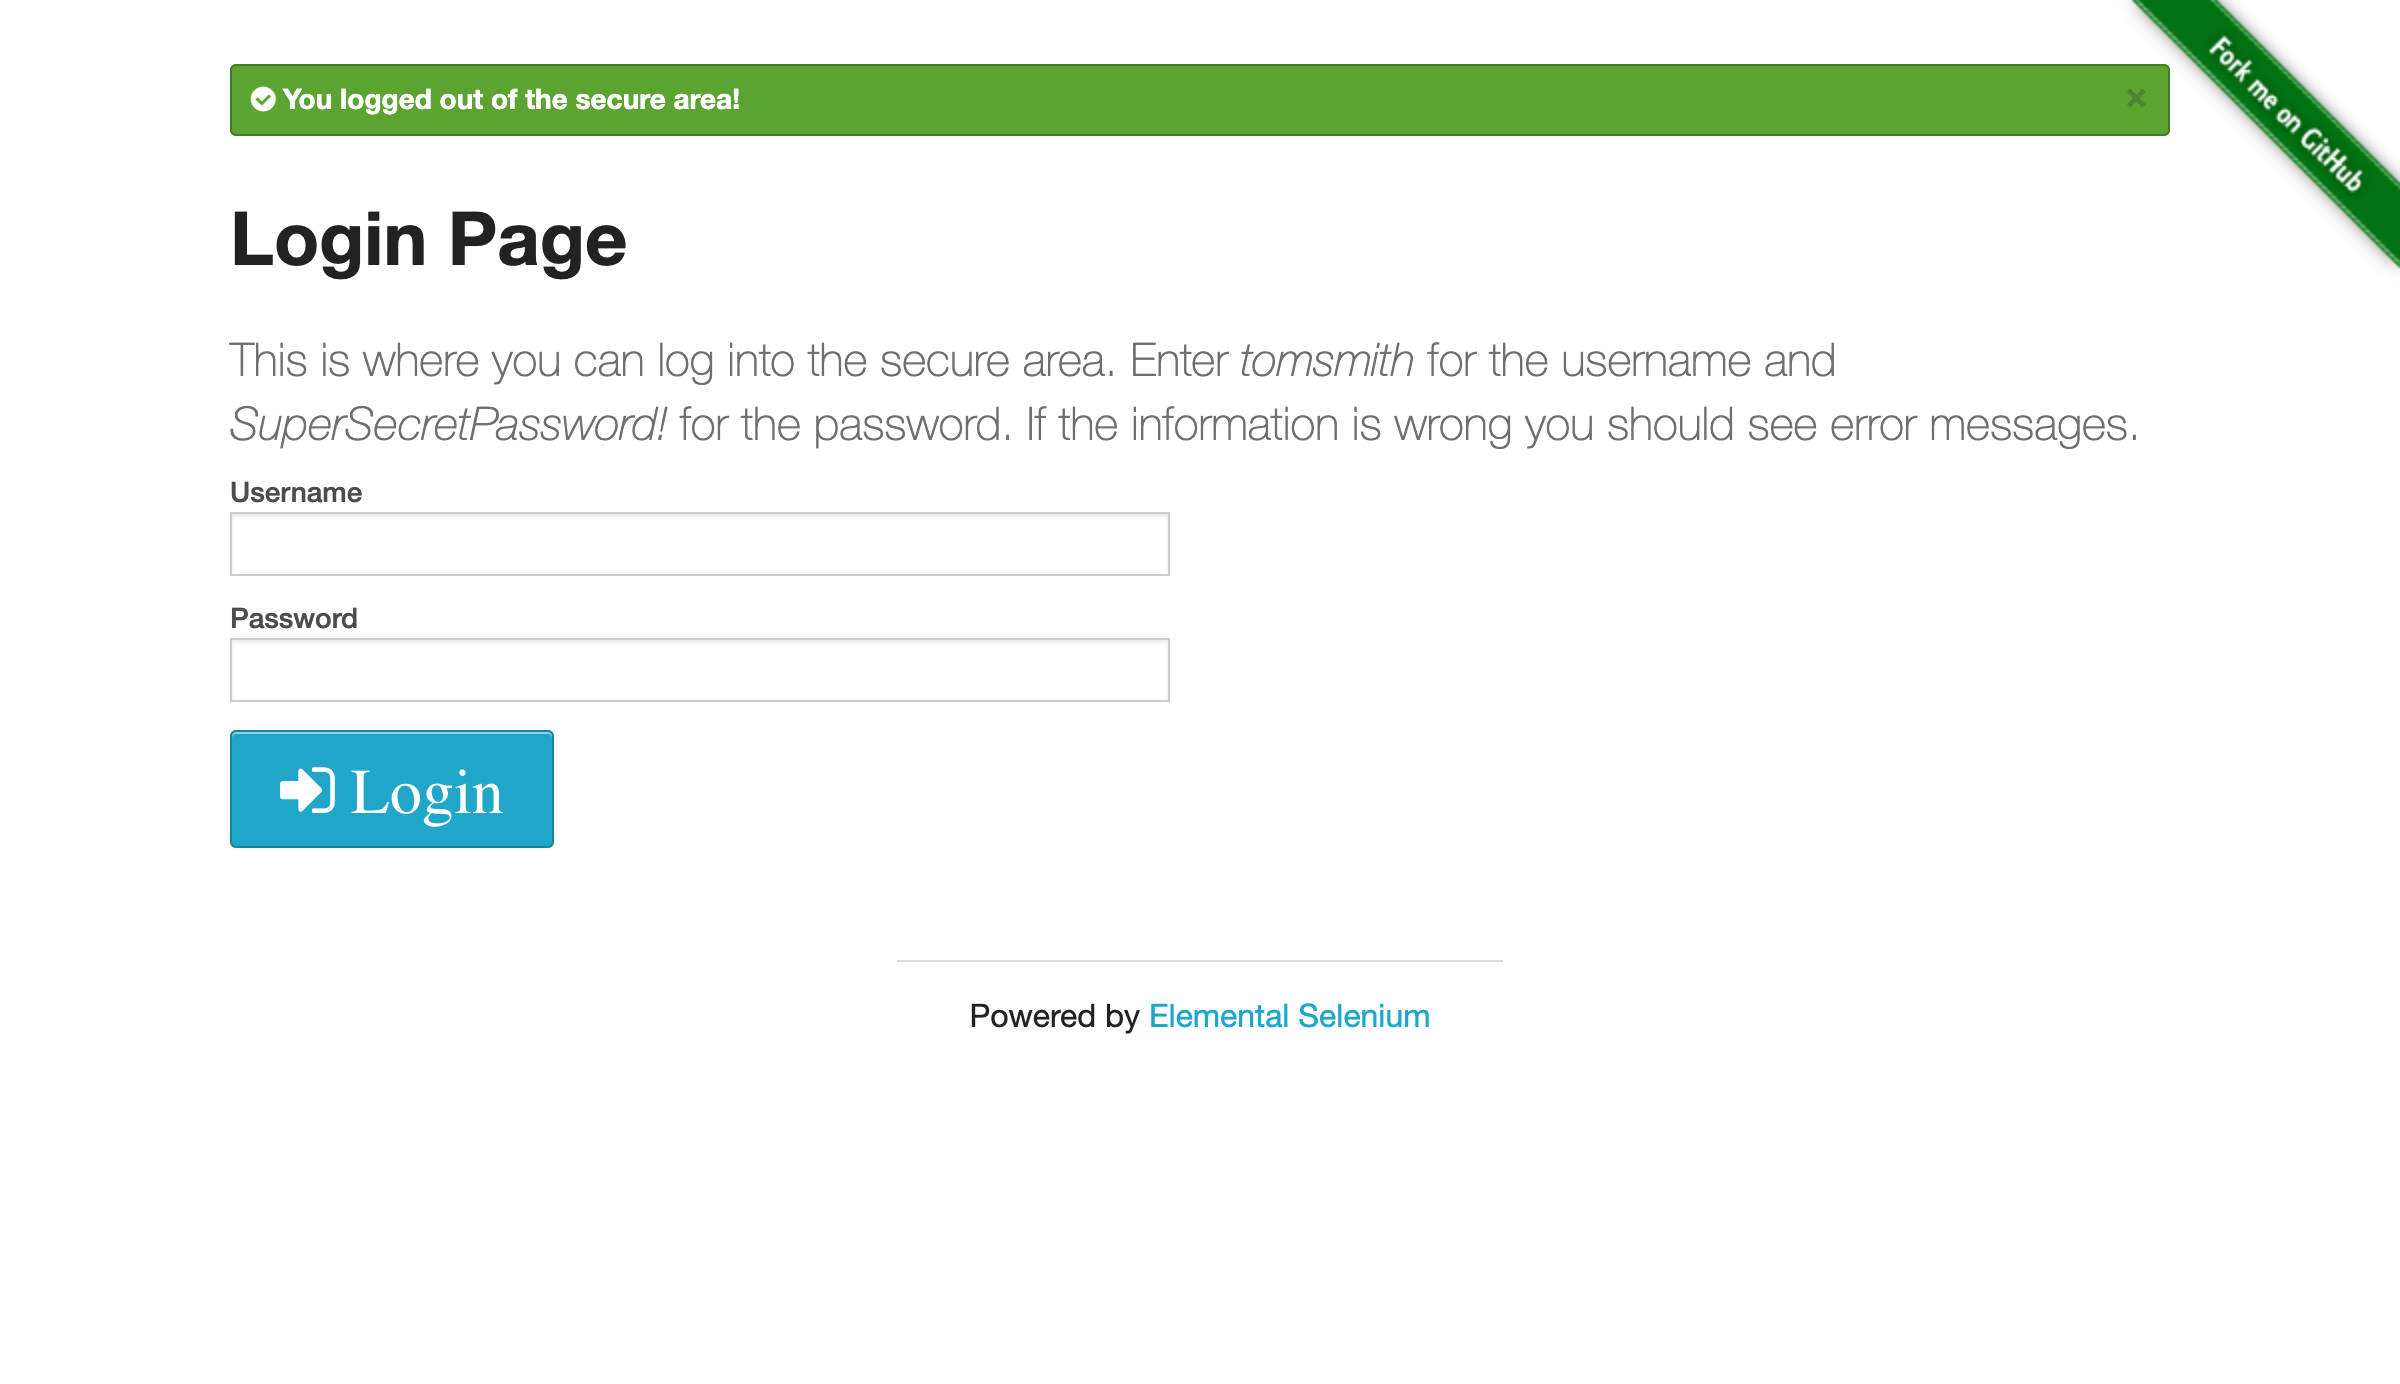 You logged out of the secure area!
×
Fork me on GitHub
Login Page
This is where you can log into the secure area. Enter tomsmith for the username and
SuperSecretPassword! for the password. If the information is wrong you should see error messages.
Username
Password
Login
Powered by Elemental Selenium